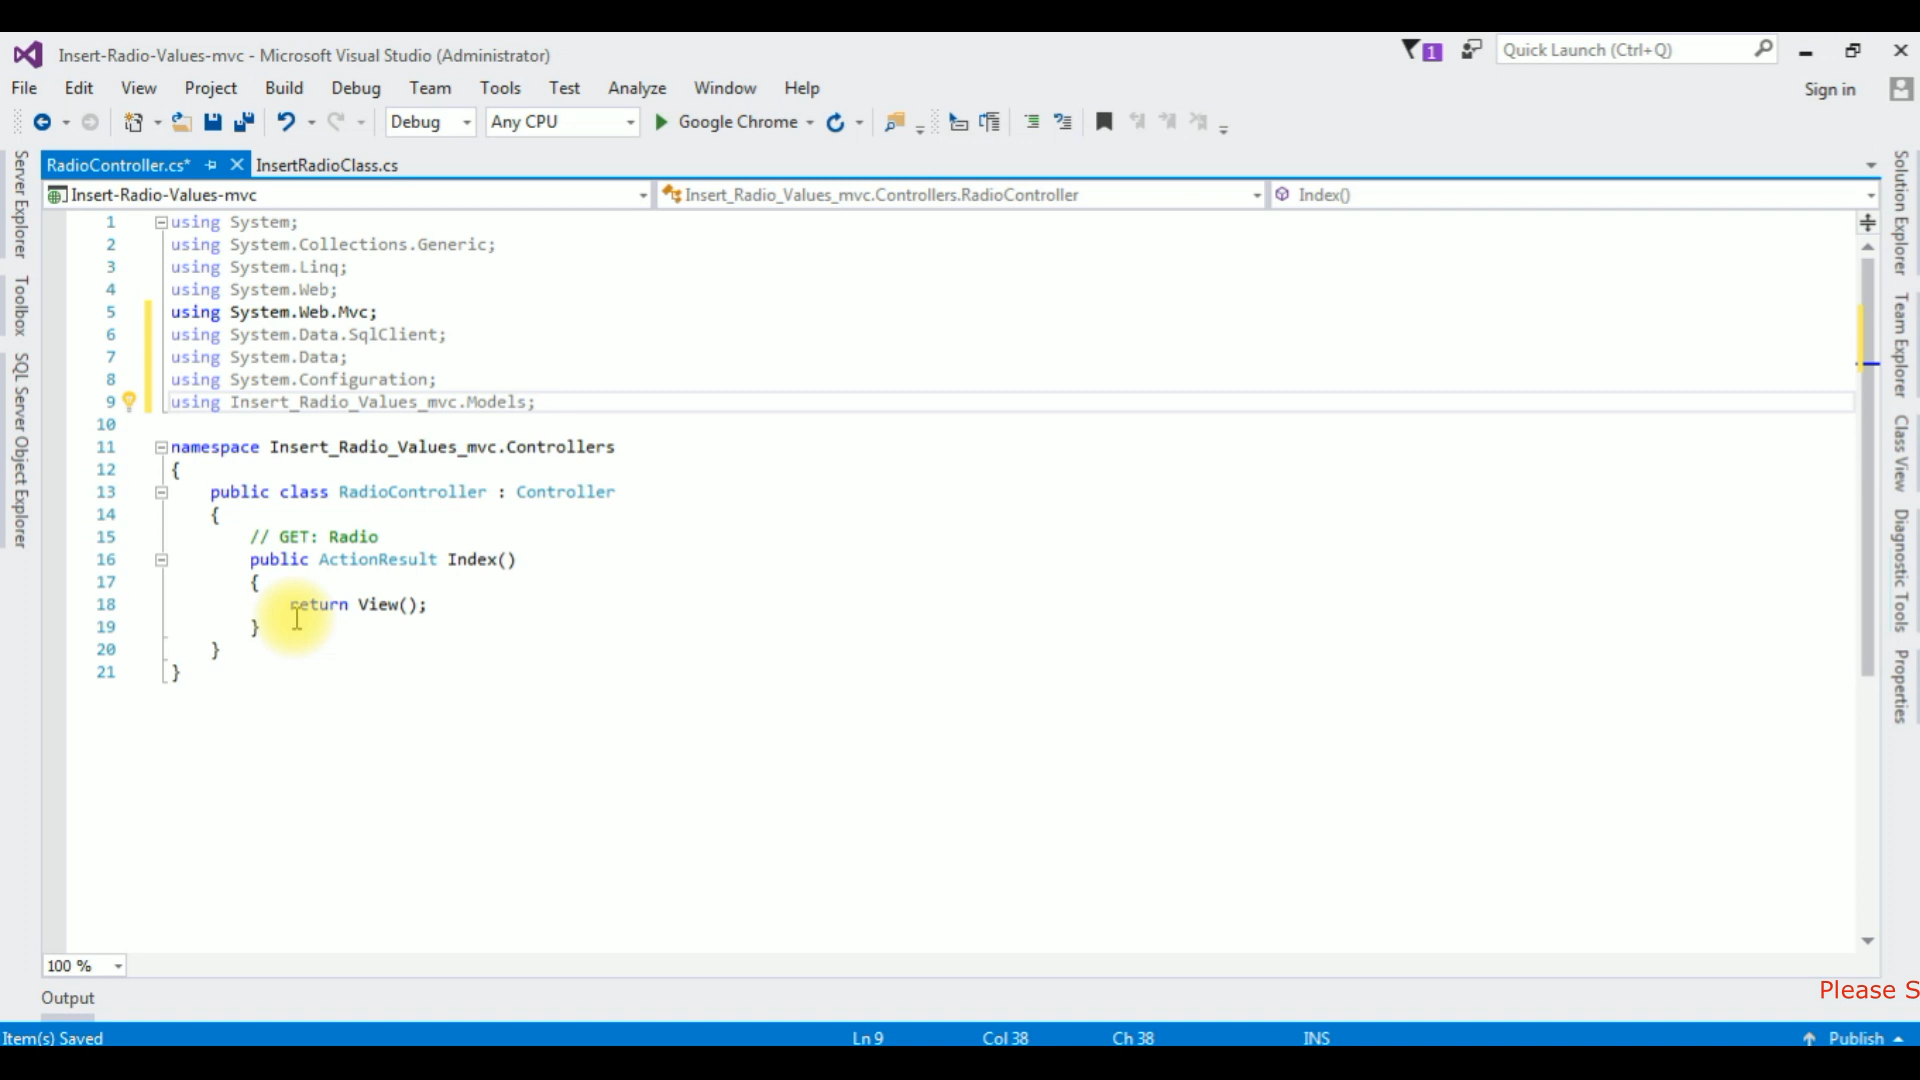 Insert-Radio-Values-mvc - Microsoft Visual Studio (Administrator)
1
Quick Launch (Ctrl+Q)
File Edit View Project Build Debug Team Tools Test Analyze Window Help
Sign in
Debug Any CPU Google Chrome
RadioController.cs* InsertRadioClass.cs
Insert-Radio-Values-mvc Insert_Radio_Values_mvc.Controllers.RadioController Index()
Server Explorer
Toolbox
SQL Server Object Explorer
1 using System;
2 using System.Collections.Generic;
3 using System.Linq;
4 using System.Web;
5 using System.Web.Mvc;
6 using System.Data.SqlClient;
7 using System.Data;
8 using System.Configuration;
9 using Insert_Radio_Values_mvc.Models;
10
11 namespace Insert_Radio_Values_mvc.Controllers
12 {
13 public class RadioController : Controller
14 {
15 // GET: Radio
16 public ActionResult Index()
17 {
18 return View();
19 }
20 }
21 }
Solution Explorer
Team Explorer
Class View
Diagnostic Tools
Properties
100 %
Output
Please S
Item(s) Saved Ln 9 Col 38 Ch 38 INS Publish